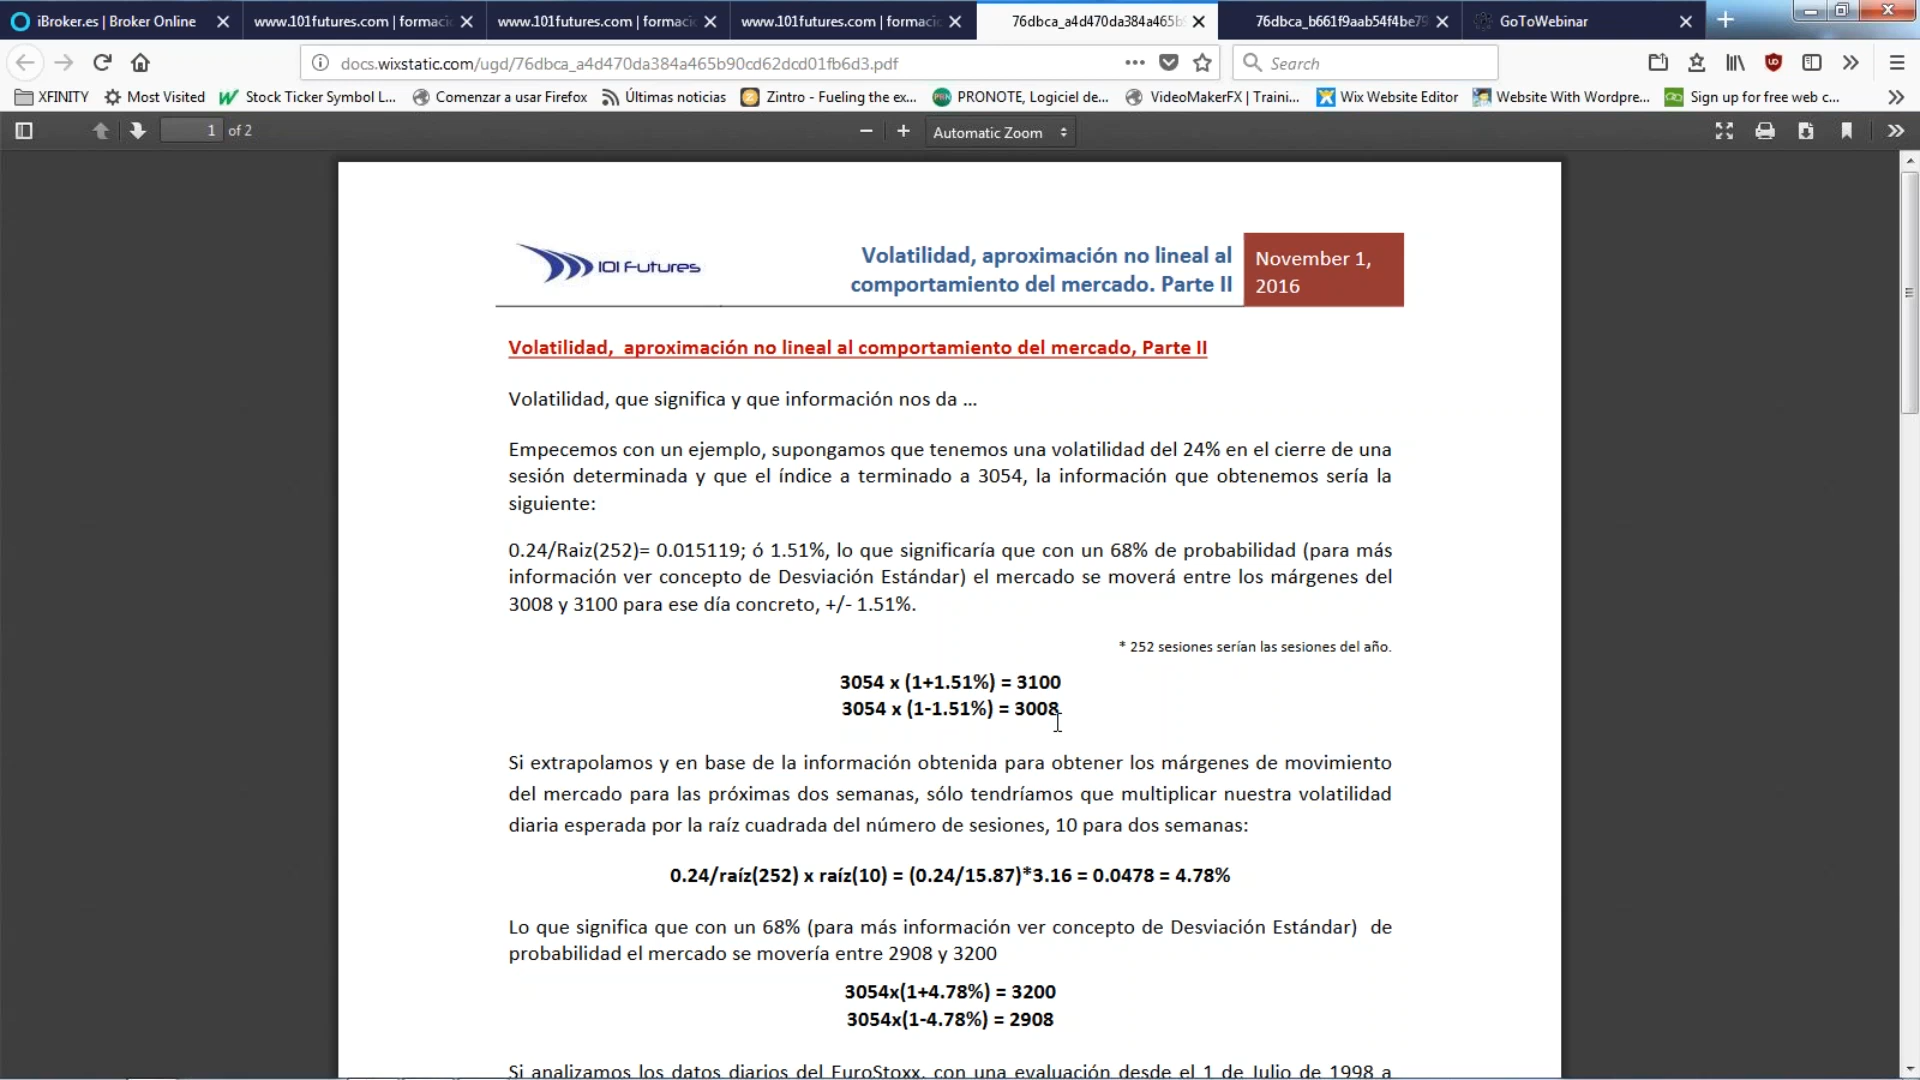 iBroker.es | Broker Online
www.101futures.com | formaci
www.101futures.com | formaci
www.101futures.com | formaci
76dbca_a4d470da384a465b9
76dbca_b661f9aab54f4be79
GoToWebinar
docs.wixstatic.com/ugd/76dbca_a4d470da384a465b90cd62dcd01fb6d3.pdf
Search
XFINITY
Most Visited
Stock Ticker Symbol L...
Comenzar a usar Firefox
Últimas noticias
Zintro - Fueling the ex...
PRONOTE, Logiciel de...
VideoMakerFX | Traini...
Wix Website Editor
Website With Wordpre...
Sign up for free web c...
1 of 2
Automatic Zoom
101 Futures
Volatilidad, aproximación no lineal al
comportamiento del mercado. Parte II
November 1,
2016
Volatilidad, aproximación no lineal al comportamiento del mercado, Parte II
Volatilidad, que significa y que información nos da ...
Empecemos con un ejemplo, supongamos que tenemos una volatilidad del 24% en el cierre de una
sesión determinada y que el índice a terminado a 3054, la información que obtenemos sería la
siguiente:
0.24/Raiz(252)= 0.015119; ó 1.51%, lo que significaría que con un 68% de probabilidad (para más
información ver concepto de Desviación Estándar) el mercado se moverá entre los márgenes del
3008 y 3100 para ese día concreto, +/- 1.51%.
* 252 sesiones serían las sesiones del año.
3054 x (1+1.51%) = 3100
3054 x (1-1.51%) = 3008
Si extrapolamos y en base de la información obtenida para obtener los márgenes de movimiento
del mercado para las próximas dos semanas, sólo tendríamos que multiplicar nuestra volatilidad
diaria esperada por la raíz cuadrada del número de sesiones, 10 para dos semanas:
0.24/raíz(252) x raíz(10) = (0.24/15.87)*3.16 = 0.0478 = 4.78%
Lo que significa que con un 68% (para más información ver concepto de Desviación Estándar) de
probabilidad el mercado se movería entre 2908 y 3200
3054x(1+4.78%) = 3200
3054x(1-4.78%) = 2908
Si analizamos los datos diarios del EuroStoxx, con una evaluación desde el 1 de Julio de 1998 a